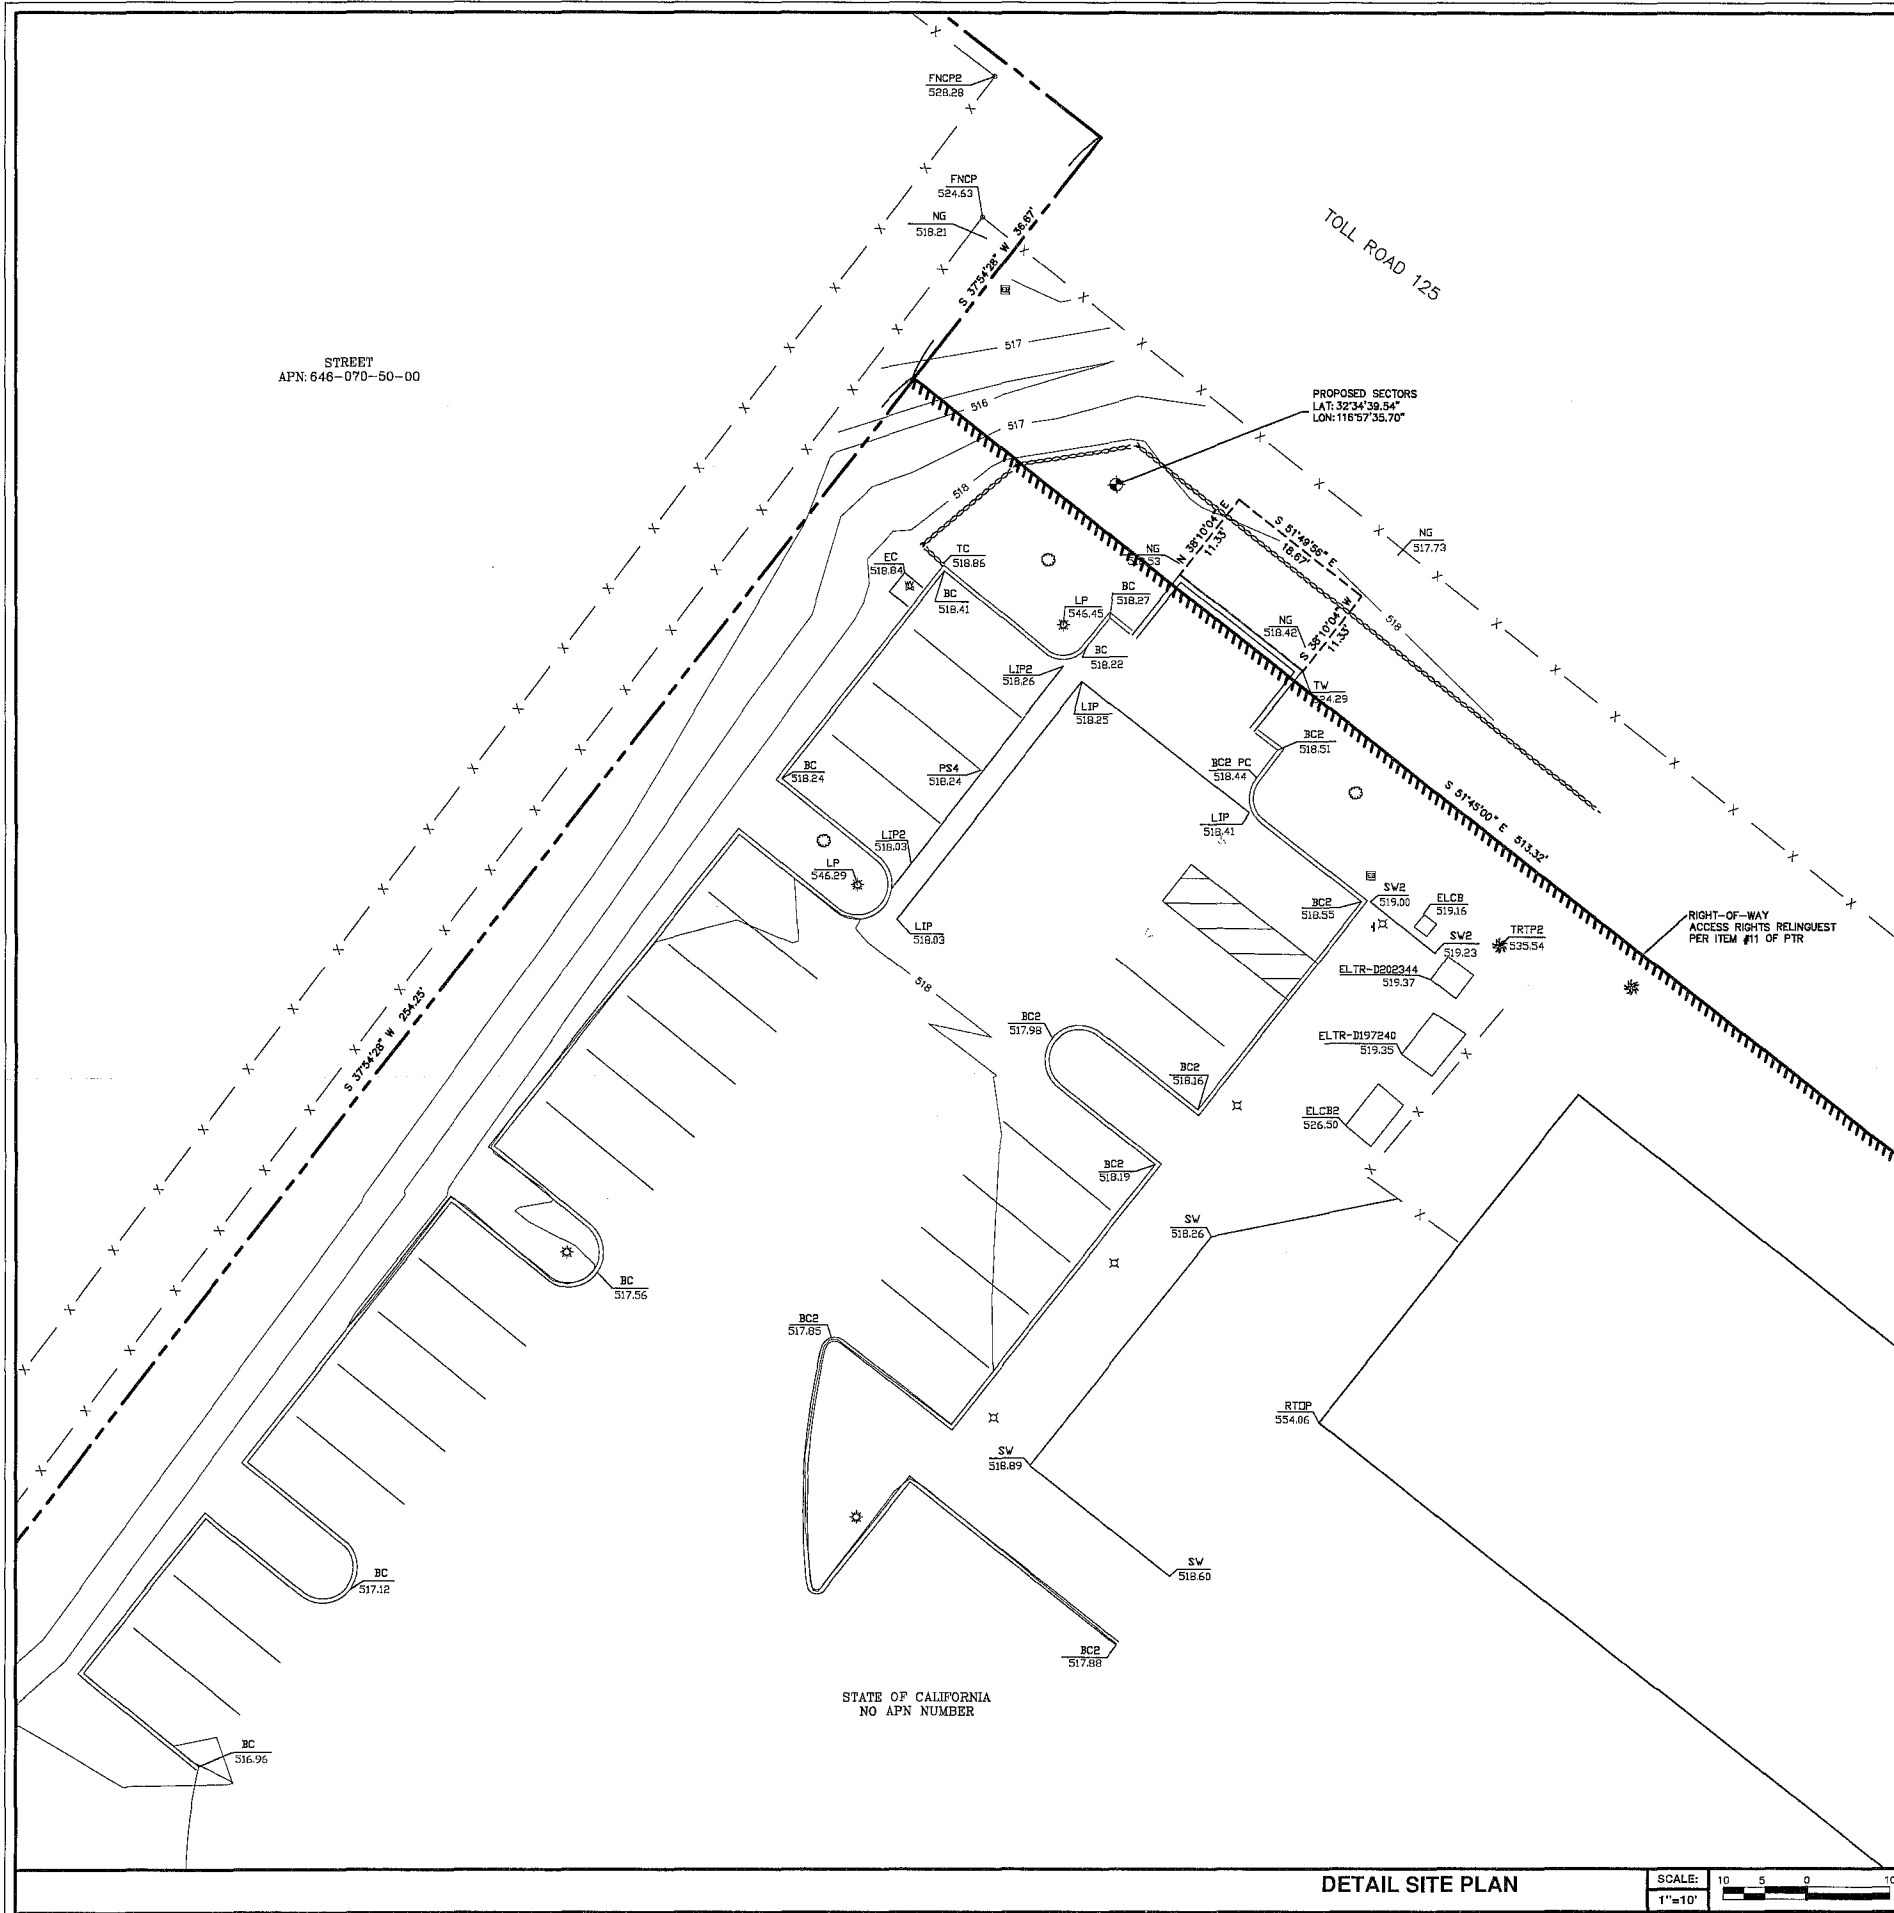 FNCP2
528.28
FNCP
524.63
NG
518.21
S 37°54'28" W 36.67'
TOLL ROAD 125
STREET
APN: 646-070-50-00
517
516
517
PROPOSED SECTORS
LAT: 32°34'39.54"
LON: 116°57'35.70"
518
N 38°10'04" E
11.33'
S 51°49'56" E
18.67'
NG
517.73
EC
518.84
TC
518.86
NG
BC
518.41
LP
546.45
BC
518.27
NG
518.42
S 38°10'04" W
11.33'
518
BC
518.22
LIP2
518.26
TW
LIP
518.25
BC2
518.51
BC
518.24
PS4
518.24
BC2 PC
518.44
S 51°45'00" E 513.32'
LIP
518.41
LIP2
518.03
LP
546.29
LIP
518.03
BC2
518.55
SW2
519.00
ELCB
519.16
SW2
519.23
TRTP2
535.54
RIGHT-OF-WAY
ACCESS RIGHTS RELINGUEST
PER ITEM #11 OF PTR
ELTR-D202344
519.37
518
S 37°54'28" W 254.25'
BC2
517.98
ELTR-D197240
519.35
BC2
518.16
ELCB2
526.50
BC2
518.19
SW
518.26
BC
517.56
BC2
517.85
RTOP
554.06
SW
518.89
BC
517.12
SW
518.60
BC2
517.88
STATE OF CALIFORNIA
NO APN NUMBER
BC
516.96
DETAIL SITE PLAN
SCALE:
1"=10'
10 5 0 10